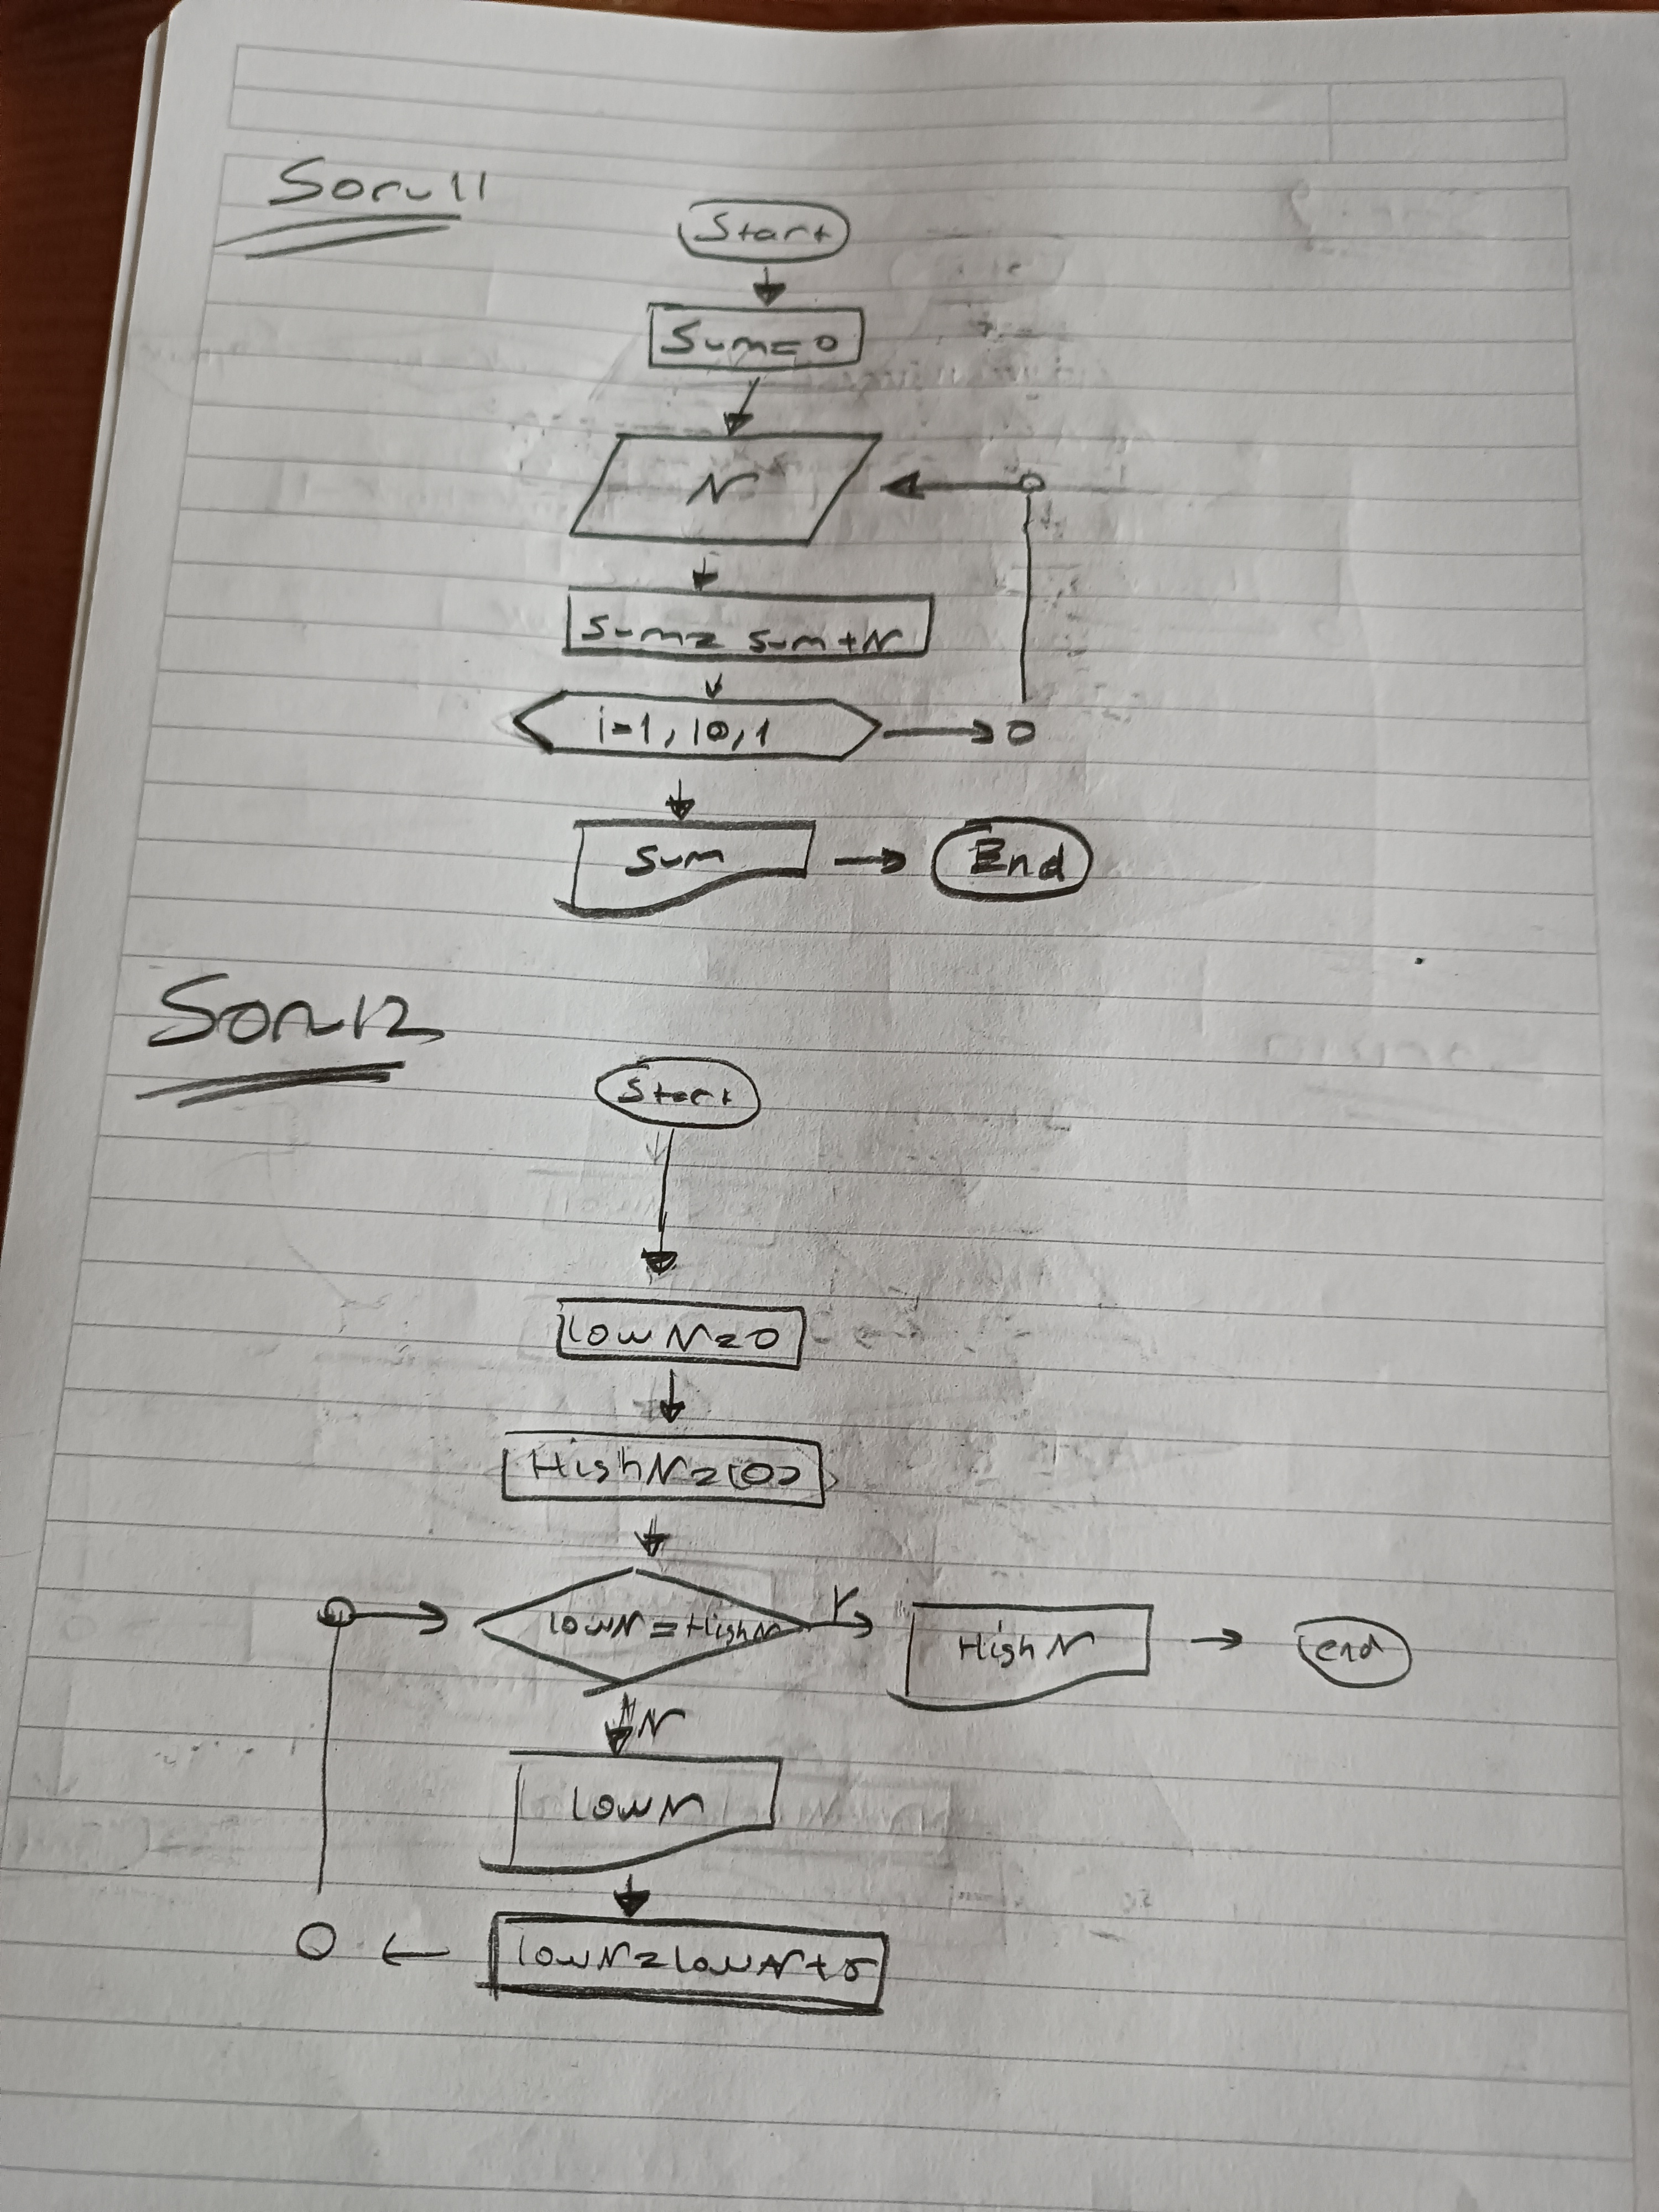 Soru 11
Start
Sum=0
N
Sum= sum+N
i=1, 10, 1
Sum
End
Soru 12
Start
LowN=0
HighN=100
LowN=HighN
Y
HighN
end
N
LowN
LowN=LowN+5